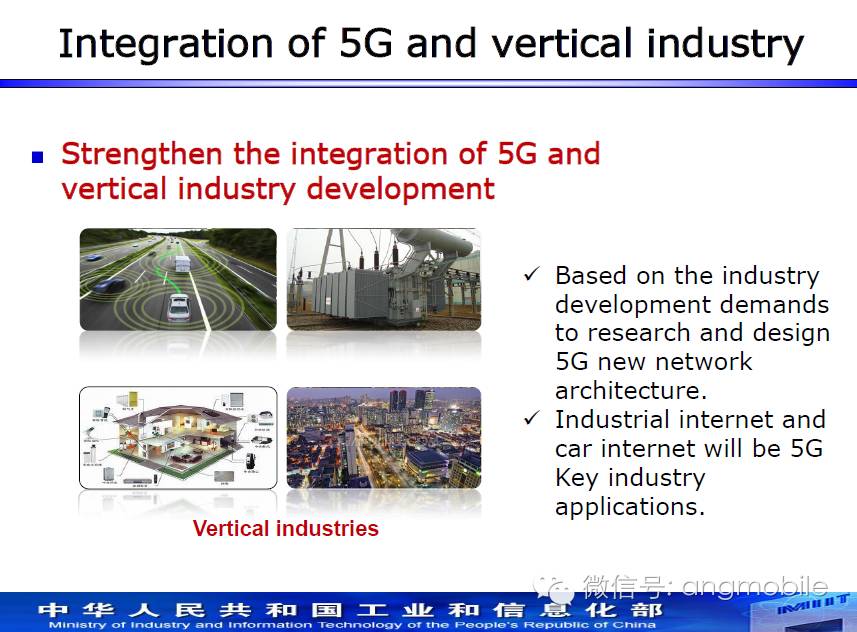 Integration of 5G and vertical industry
Strengthen the integration of 5G and
vertical industry development
Based on the industry
development demands
to research and design
5G new network
architecture.
Industrial internet and
car internet will be 5G
Key industry
applications.
Vertical industries
微信号: angmobile
中华人民共和国工业和信息化部
Ministry of Industry and Information Technology of the People's Republic of China
MIIT